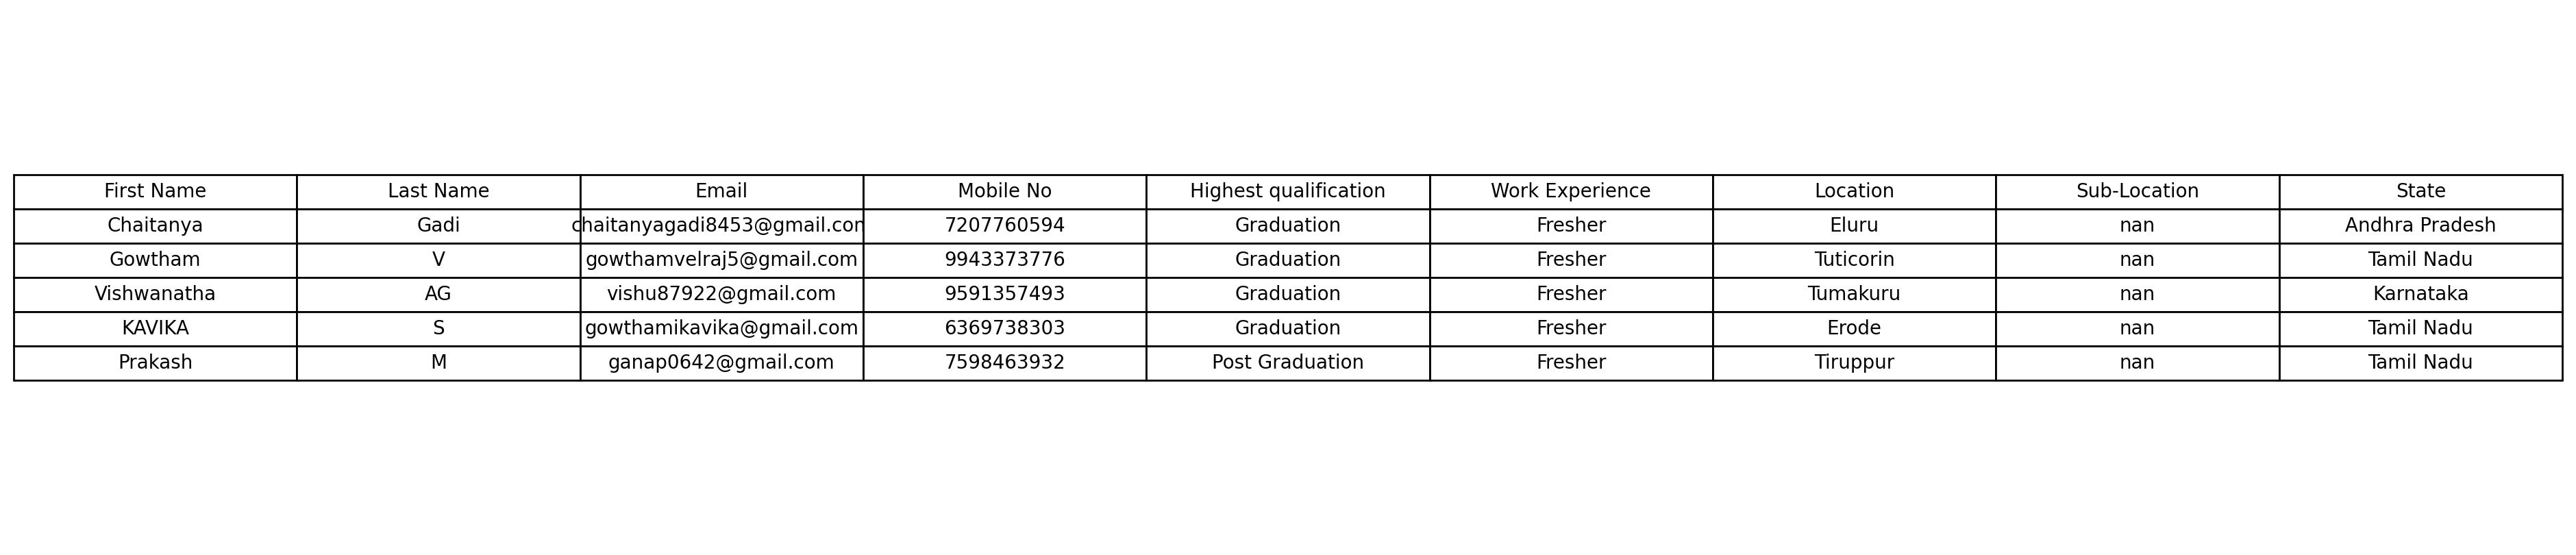 First Name Last Name Email Mobile No Highest qualification Work Experience Location Sub-Location State
Chaitanya Gadi chaitanyagadi8453@gmail.com 7207760594 Graduation Fresher Eluru nan Andhra Pradesh
Gowtham V gowthamvelraj5@gmail.com 9943373776 Graduation Fresher Tuticorin nan Tamil Nadu
Vishwanatha AG vishu87922@gmail.com 9591357493 Graduation Fresher Tumakuru nan Karnataka
KAVIKA S gowthamikavika@gmail.com 6369738303 Graduation Fresher Erode nan Tamil Nadu
Prakash M ganap0642@gmail.com 7598463932 Post Graduation Fresher Tiruppur nan Tamil Nadu